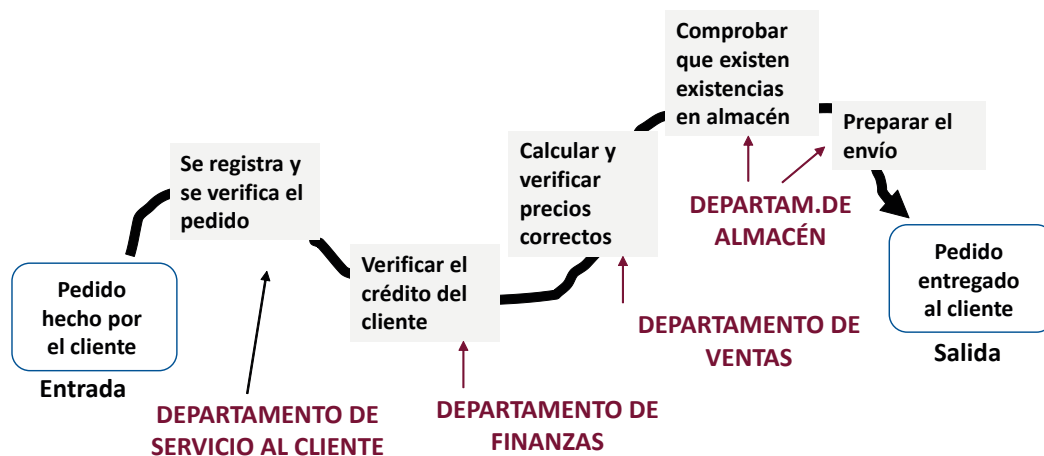 Pedido
hecho por
el cliente
Entrada
Se registra y
se verifica el
pedido
DEPARTAMENTO DE
SERVICIO AL CLIENTE
Verificar el
crédito del
cliente
DEPARTAMENTO DE
FINANZAS
Calcular y
verificar
precios
correctos
DEPARTAMENTO DE
VENTAS
Comprobar
que existen
existencias
en almacén
Preparar el
envío
DEPARTAM.DE
ALMACÉN
Pedido
entregado
al cliente
Salida